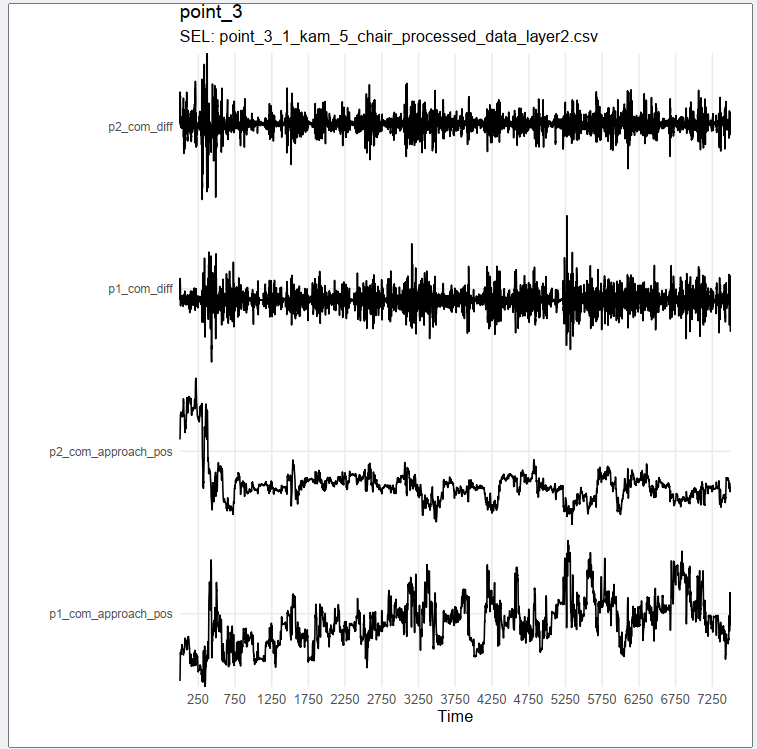 point_3
SEL: point_3_1_kam_5_chair_processed_data_layer2.csv
p2_com_diff
p1_com_diff
p2_com_approach_pos
p1_com_approach_pos
250 750 1250 1750 2250 2750 3250 3750 4250 4750 5250 5750 6250 6750 7250
Time